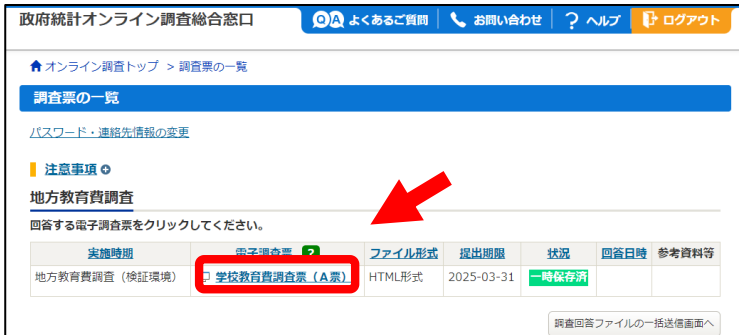 政府統計オンライン調査総合窓口 QA よくあるご質問 お問い合わせ ? ヘルプ ログアウト
オンライン調査トップ > 調査票の一覧
調査票の一覧
パスワード・連絡先情報の変更
注意事項
地方教育費調査
回答する電子調査票をクリックしてください。
実施時期 電子調査票 ? ファイル形式 提出期限 状況 回答日時 参考資料等
地方教育費調査（検証環境） 学校教育費調査票（A票） HTML形式 2025-03-31 一時保存済
調査回答ファイルの一括送信画面へ